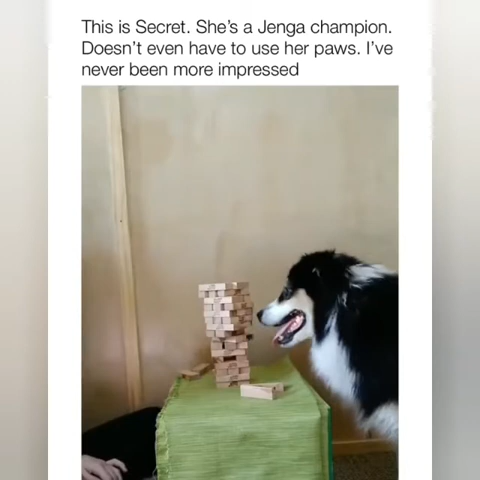 This is Secret. She’s a Jenga champion.
Doesn’t even have to use her paws. I’ve
never been more impressed